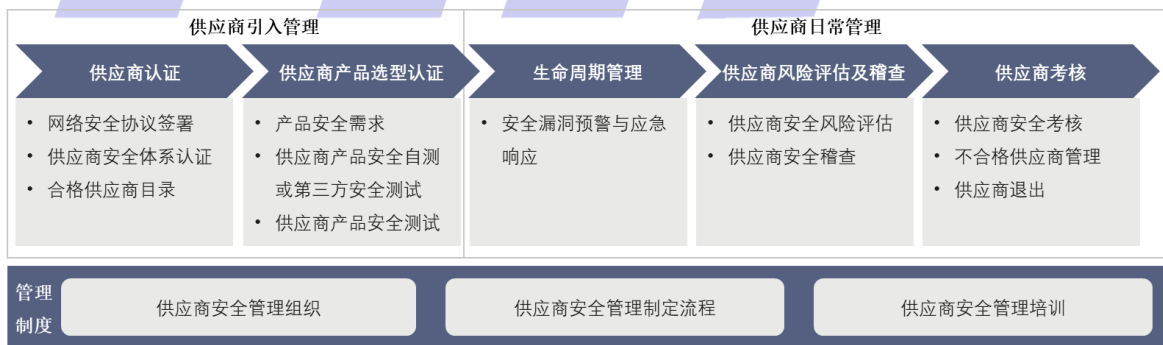 供应商引入管理
供应商日常管理
供应商认证
供应商产品选型认证
生命周期管理
供应商风险评估及稽查
供应商考核
• 网络安全协议签署
• 供应商安全体系认证
• 合格供应商目录
• 产品安全需求
• 供应商产品安全自测
或第三方安全测试
• 供应商产品安全测试
• 安全漏洞预警与应急
响应
• 供应商安全风险评估
• 供应商安全稽查
• 供应商安全考核
• 不合格供应商管理
• 供应商退出
管理
制度
供应商安全管理组织
供应商安全管理制定流程
供应商安全管理培训